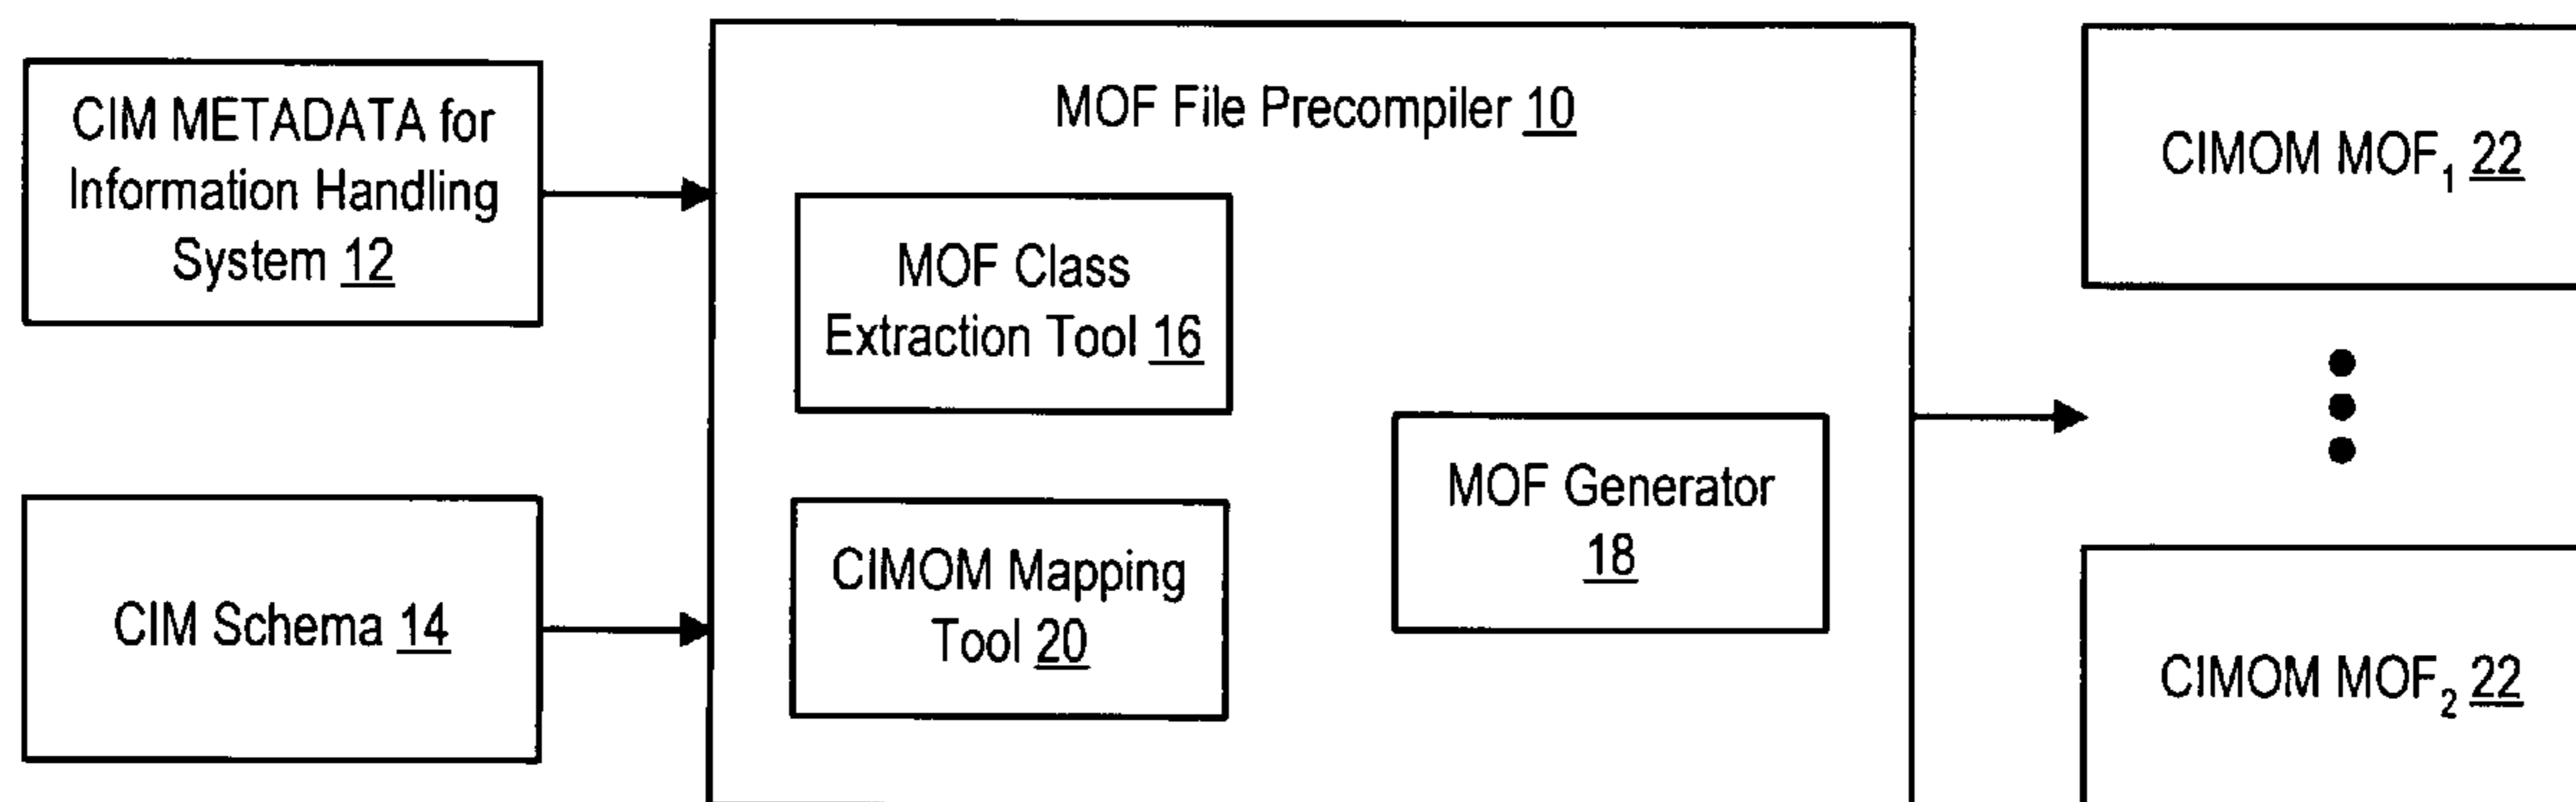 CIM METADATA for
Information Handling
System 12
CIM Schema 14
MOF File Precompiler 10
MOF Class
Extraction Tool 16
CIMOM Mapping
Tool 20
MOF Generator
18
CIMOM MOF₁ 22
CIMOM MOF₂ 22